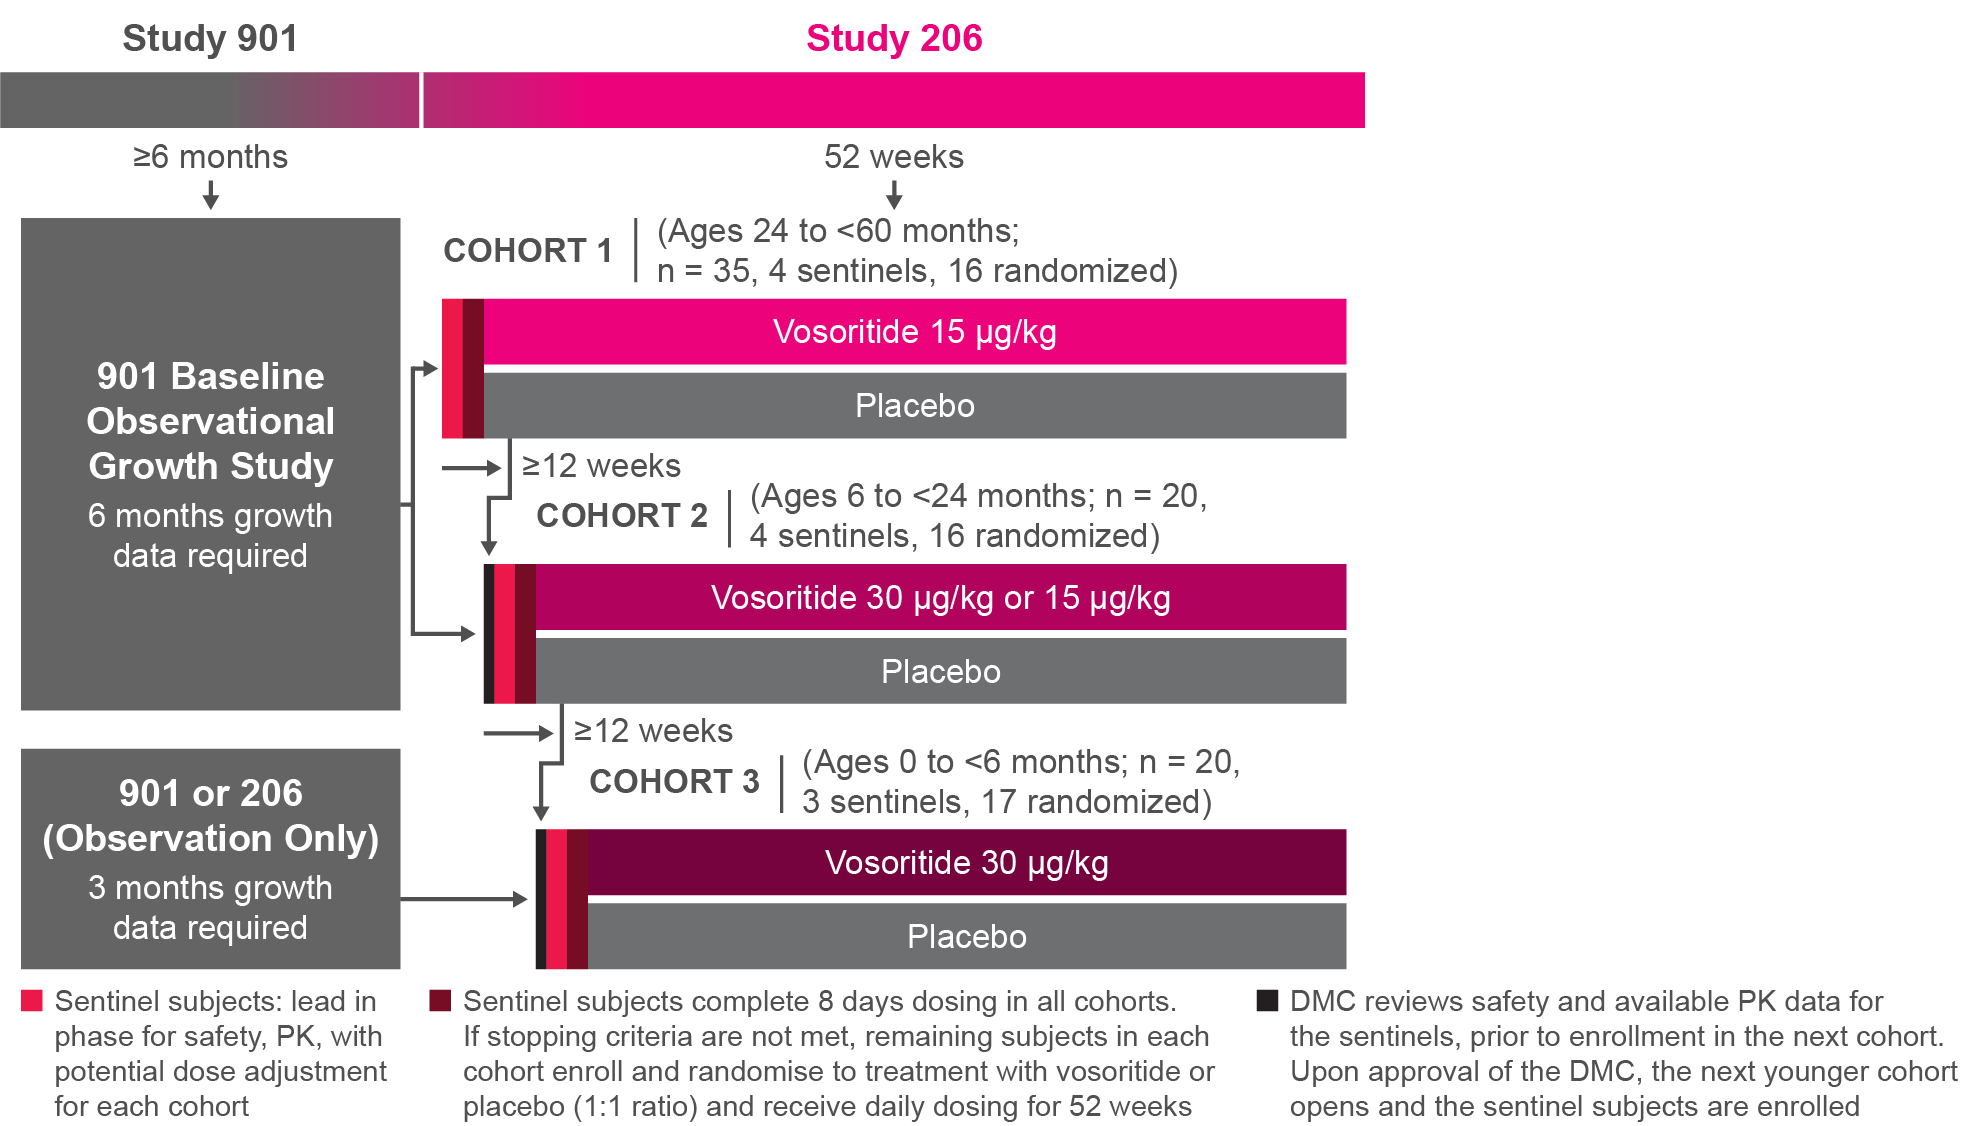 Study 901
Study 206
≥6 months
52 weeks
901 Baseline
Observational
Growth Study
6 months growth
data required
COHORT 1
(Ages 24 to <60 months;
n = 35, 4 sentinels, 16 randomized)
Vosoritide 15 µg/kg
Placebo
≥12 weeks
COHORT 2
(Ages 6 to <24 months; n = 20,
4 sentinels, 16 randomized)
Vosoritide 30 µg/kg or 15 µg/kg
Placebo
≥12 weeks
901 or 206
(Observation Only)
3 months growth
data required
COHORT 3
(Ages 0 to <6 months; n = 20,
3 sentinels, 17 randomized)
Vosoritide 30 µg/kg
Placebo
Sentinel subjects: lead in
phase for safety, PK, with
potential dose adjustment
for each cohort
Sentinel subjects complete 8 days dosing in all cohorts.
If stopping criteria are not met, remaining subjects in each
cohort enroll and randomise to treatment with vosoritide or
placebo (1:1 ratio) and receive daily dosing for 52 weeks
DMC reviews safety and available PK data for
the sentinels, prior to enrollment in the next cohort.
Upon approval of the DMC, the next younger cohort
opens and the sentinel subjects are enrolled